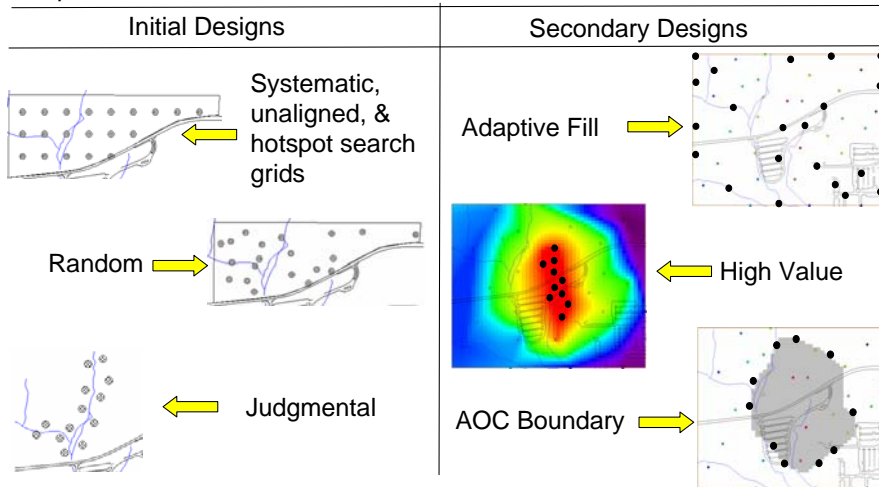 Initial Designs
Secondary Designs
Systematic,
unaligned, &
hotspot search
grids
Random
Judgmental
Adaptive Fill
High Value
AOC Boundary